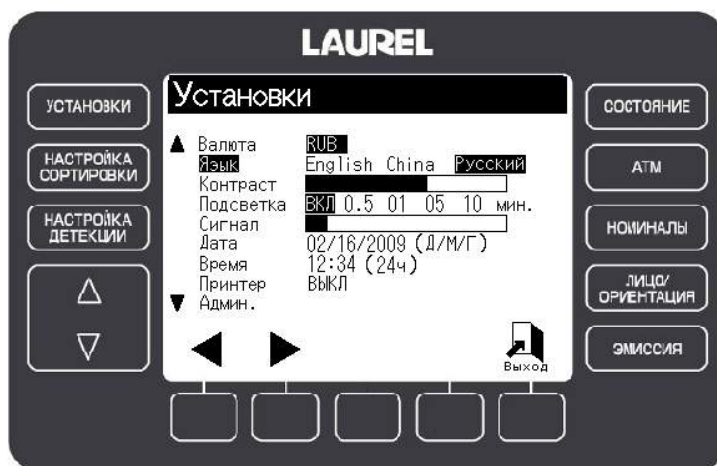 LAUREL
УСТАНОВКИ
НАСТРОЙКА
СОРТИРОВКИ
НАСТРОЙКА
ДЕТЕКЦИИ
Установки
Валюта RUB
Язык English China Русский
Контраст
Подсветка ВКЛ 0.5 01 05 10 мин.
Сигнал
Дата 02/16/2009 (Д/М/Г)
Время 12:34 (24ч)
Принтер ВЫКЛ
Админ.
Выход
СОСТОЯНИЕ
ATM
НОМИНАЛЫ
ЛИЦО/
ОРИЕНТАЦИЯ
ЭМИССИЯ